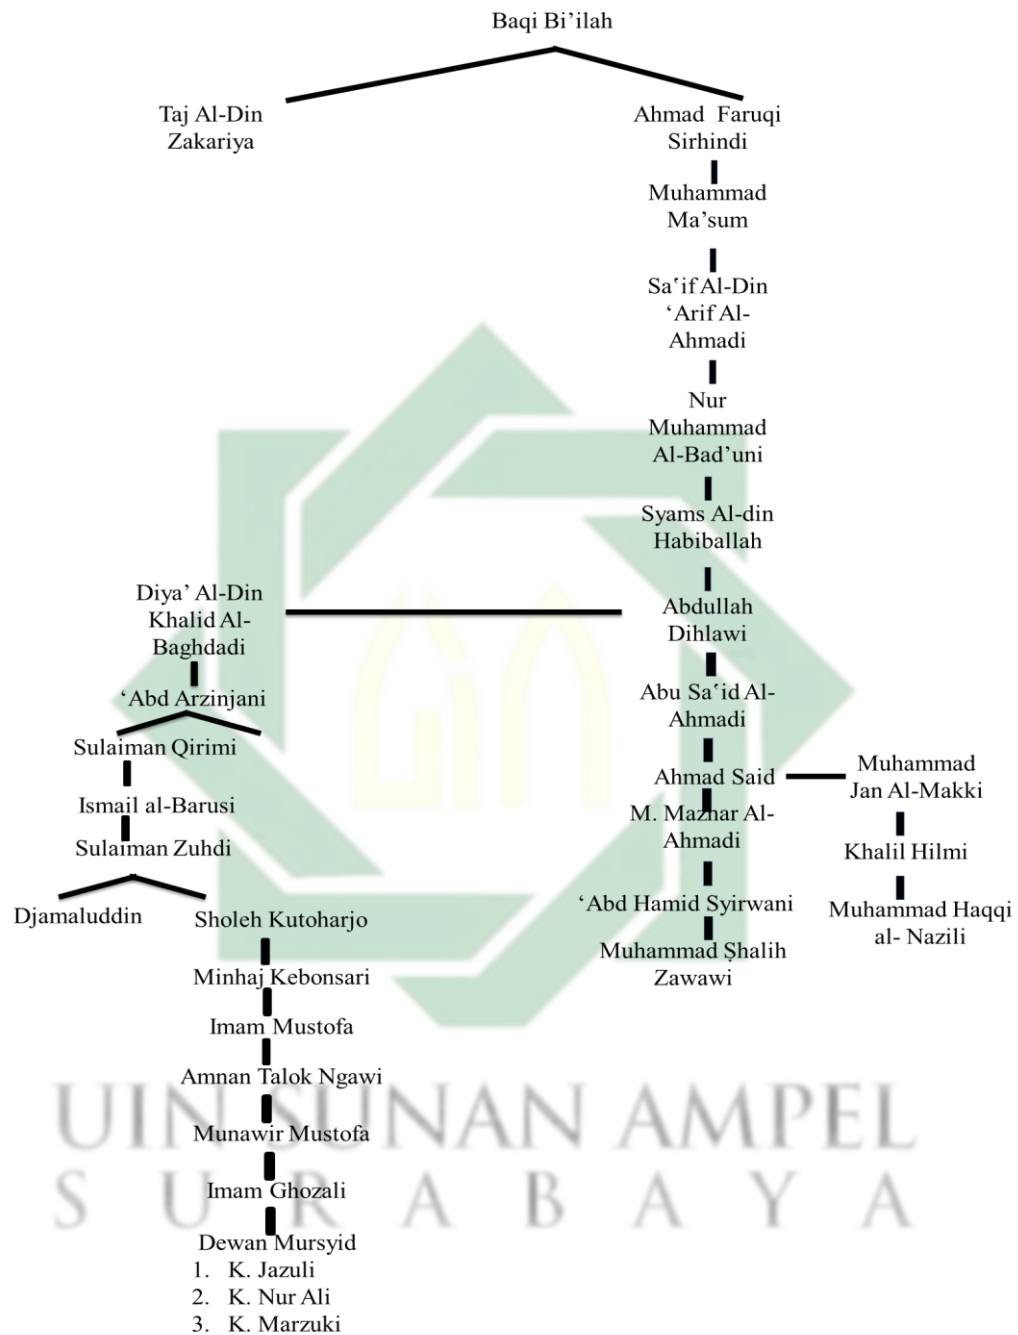 Baqi Bi’ilah
Taj Al-Din
Zakariya
Ahmad Faruqi
Sirhindi
Muhammad
Ma’sum
Sa‛if Al-Din
‘Arif Al-
Ahmadi
Nur
Muhammad
Al-Bad’uni
Syams Al-din
Habiballah
Abdullah
Dihlawi
Diya’ Al-Din
Khalid Al-
Baghdadi
‘Abd Arzinjani
Sulaiman Qirimi
Ismail al-Barusi
Sulaiman Zuhdi
Djamaluddin
Sholeh Kutoharjo
Minhaj Kebonsari
Imam Mustofa
Amnan Talok Ngawi
Munawir Mustofa
Imam Ghozali
Dewan Mursyid
1. K. Jazuli
2. K. Nur Ali
3. K. Marzuki
Abu Sa‛id Al-
Ahmadi
Ahmad Said
M. Mazhar Al-
Ahmadi
‘Abd Hamid Syirwani
Muhammad Ṣhalih
Zawawi
Muhammad
Jan Al-Makki
Khalil Hilmi
Muhammad Haqqi
al- Nazili
UIN SUNAN AMPEL
SURABAYA